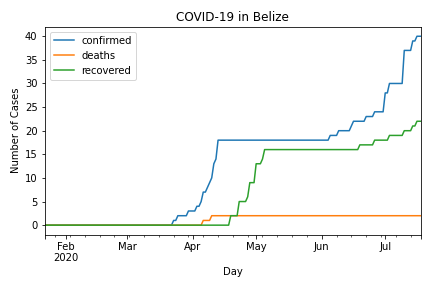 COVID-19 in Belize
confirmed
deaths
recovered
Number of Cases
40
35
30
25
20
15
10
5
0
Feb Mar Apr May Jun Jul
2020
Day